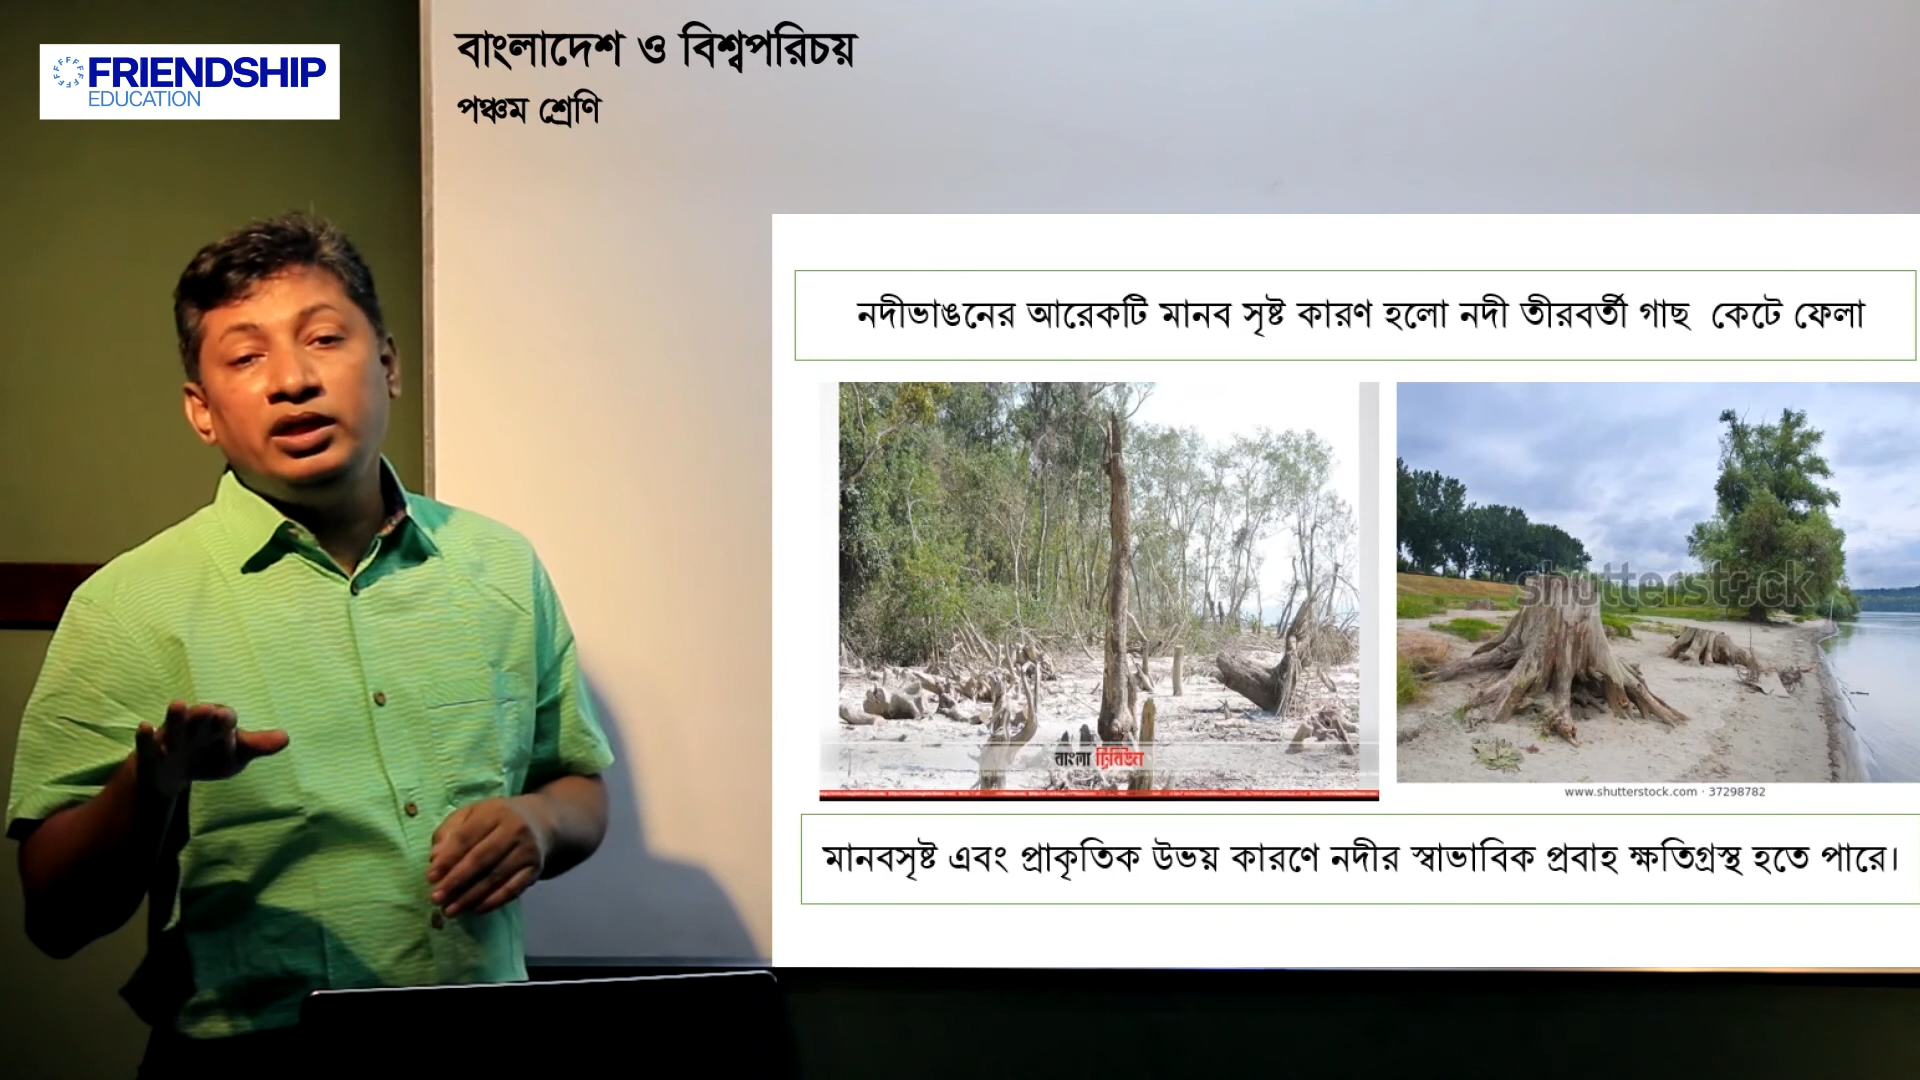 FRIENDSHIP
EDUCATION
বাংলাদেশ ও বিশ্বপরিচয়
পঞ্চম শ্রেণি
নদীভাঙনের আরেকটি মানব সৃষ্ট কারণ হলো নদী তীরবর্তী গাছ কেটে ফেলা
বাংলা ট্রিবিউন
shutterstock
www.shutterstock.com · 37298782
মানবসৃষ্ট এবং প্রাকৃতিক উভয় কারণে নদীর স্বাভাবিক প্রবাহ ক্ষতিগ্রস্থ হতে পারে।